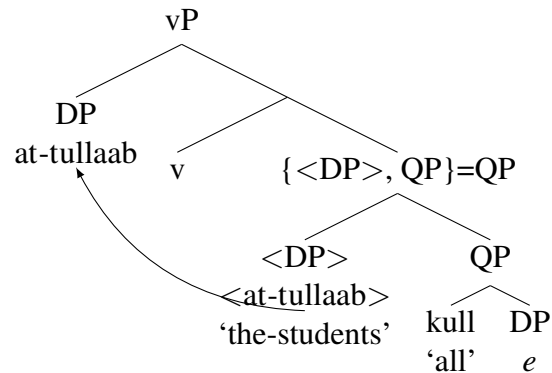 vP
DP
at-tullaab
v
{<DP>, QP}=QP
<DP>
<at-tullaab>
‘the-students’
QP
kull
‘all’
DP
e